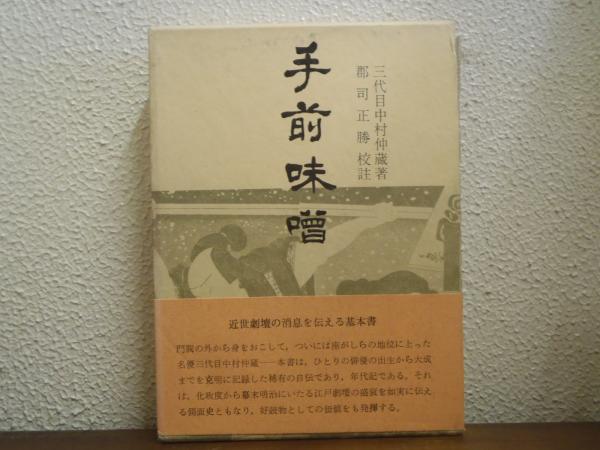 手前味噌
三代目中村仲蔵著
郡司正勝校註
近世劇壇の消息を伝える基本書
門閥の外から身をおこして、ついには座がしらの地位に上った
名優三代目中村仲蔵──本書は、ひとりの俳優の出生から大成
までを克明に記録した稀有の自伝であり、年代記である。それ
は、化政度から幕末明治にいたる江戸劇壇の盛衰を如実に伝え
る側面史ともなり、好読物としての価値をも発揮する。